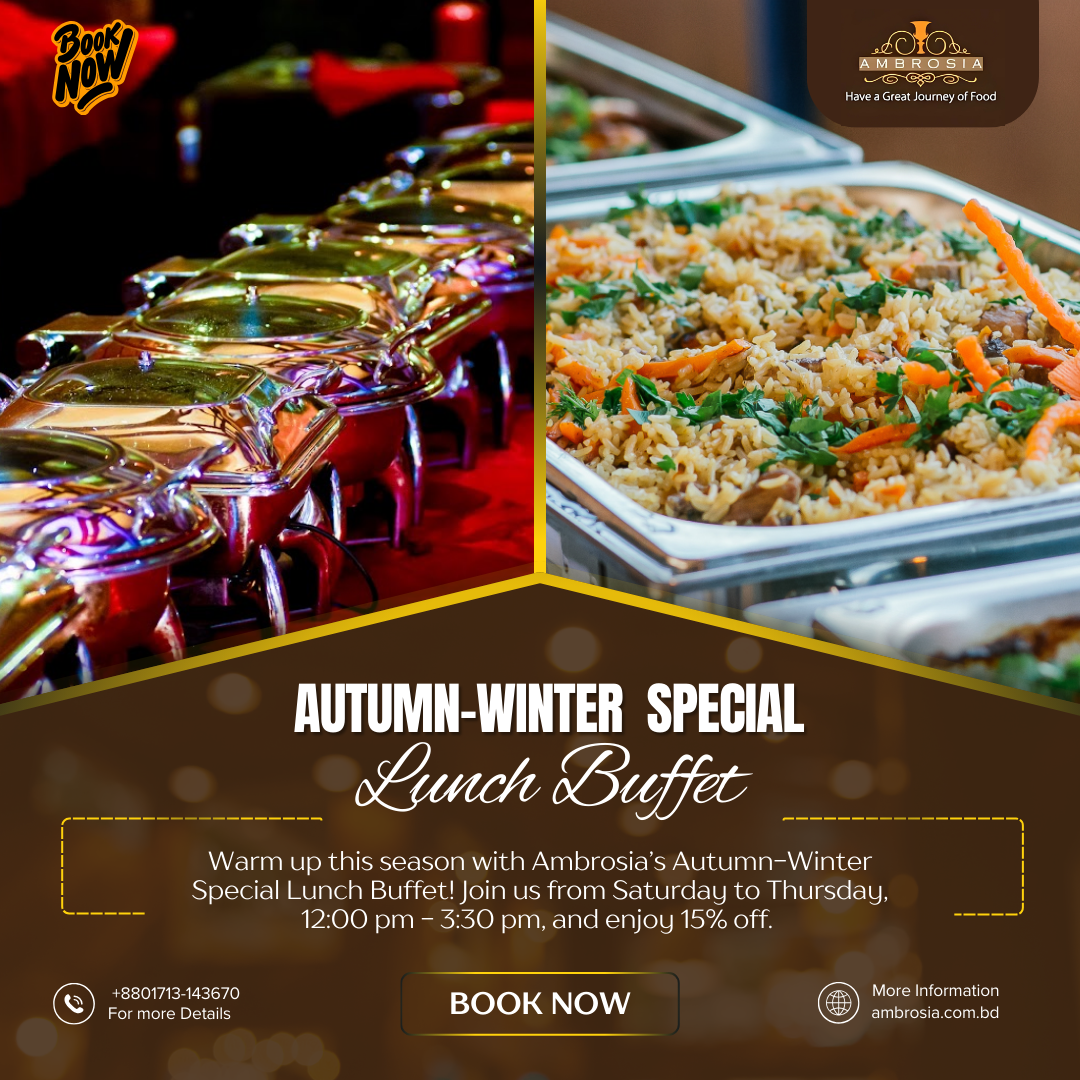 BOOK
NOW
AMBROSIA
Have a Great Journey of Food
AUTUMN-WINTER SPECIAL
Lunch Buffet
Warm up this season with Ambrosia’s Autumn-Winter
Special Lunch Buffet! Join us from Saturday to Thursday,
12:00 pm – 3:30 pm, and enjoy 15% off.
+8801713-143670
For more Details
BOOK NOW
More Information
ambrosia.com.bd